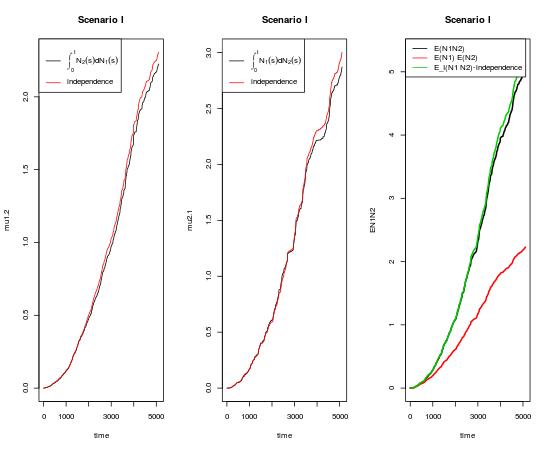 Scenario I
∫₀ᵗ N₂(s)dN₁(s)
Independence
mu1.2
0.0
0.5
1.0
1.5
2.0
0
1000
3000
5000
time
Scenario I
∫₀ᵗ N₁(s)dN₂(s)
Independence
mu2.1
0.0
0.5
1.0
1.5
2.0
2.5
3.0
0
1000
3000
5000
time
Scenario I
E(N1N2)
E(N1) E(N2)
E_I(N1 N2)-Independence
EN1N2
0
1
2
3
4
5
0
1000
3000
5000
time